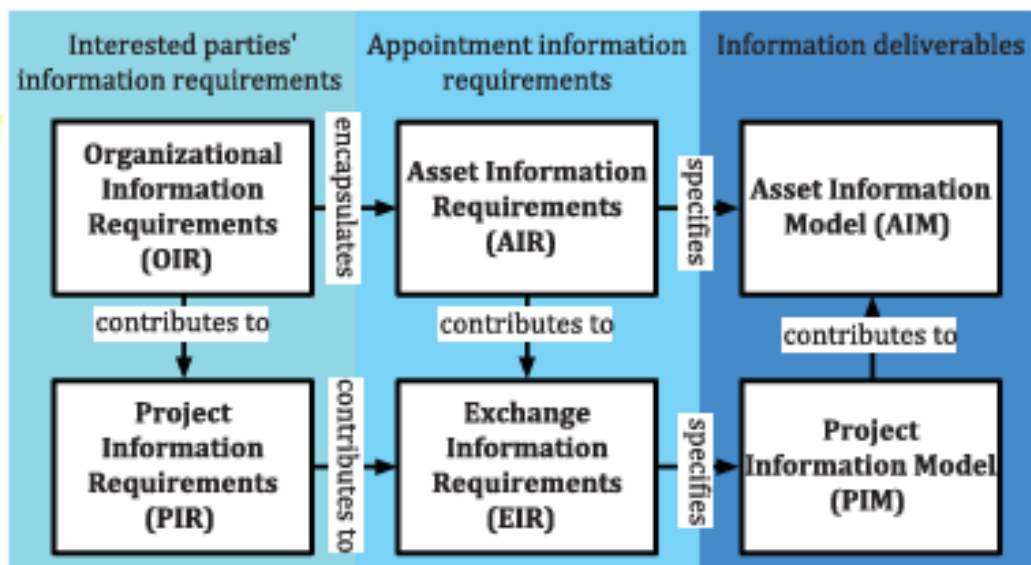 Interested parties'
information requirements
Appointment information
requirements
Information deliverables
Organizational
Information
Requirements
(OIR)
encapsulates
Asset Information
Requirements
(AIR)
specifies
Asset Information
Model (AIM)
contributes to
contributes to
contributes to
Project
Information
Requirements
(PIR)
contributes to
Exchange
Information
Requirements
(EIR)
specifies
Project
Information Model
(PIM)